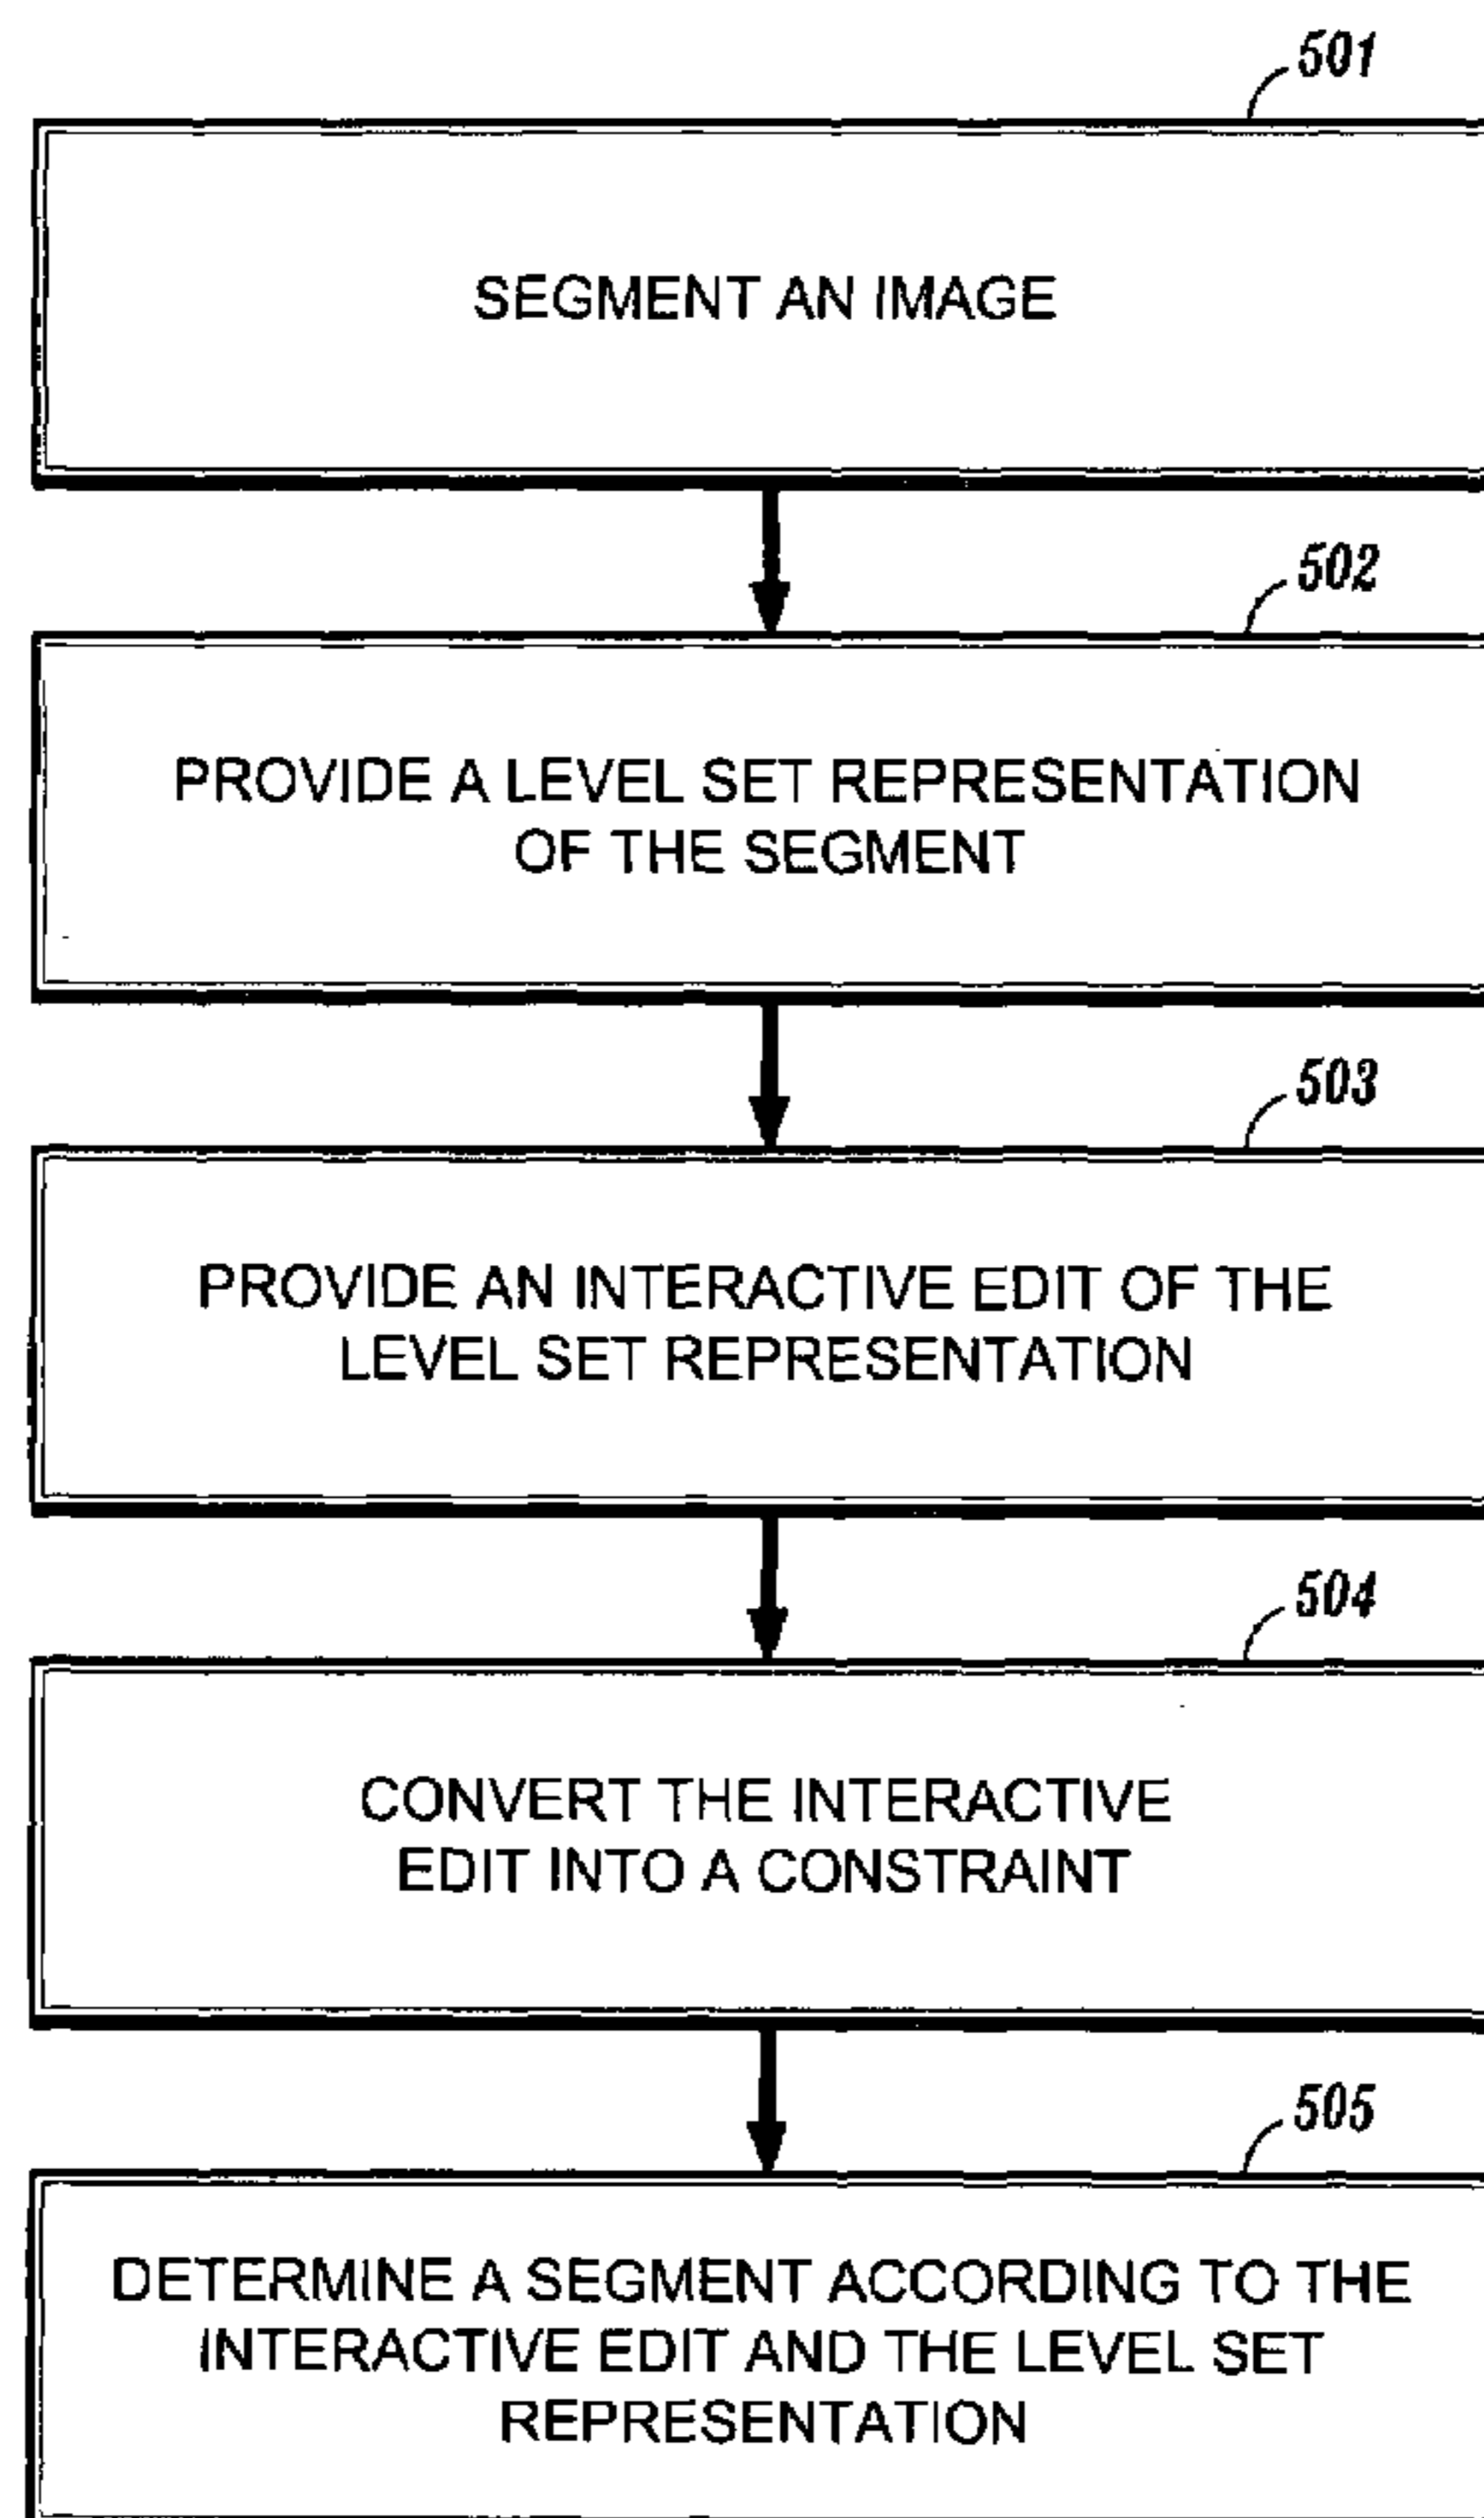 501
SEGMENT AN IMAGE
502
PROVIDE A LEVEL SET REPRESENTATION
OF THE SEGMENT
503
PROVIDE AN INTERACTIVE EDIT OF THE
LEVEL SET REPRESENTATION
504
CONVERT THE INTERACTIVE
EDIT INTO A CONSTRAINT
505
DETERMINE A SEGMENT ACCORDING TO THE
INTERACTIVE EDIT AND THE LEVEL SET
REPRESENTATION